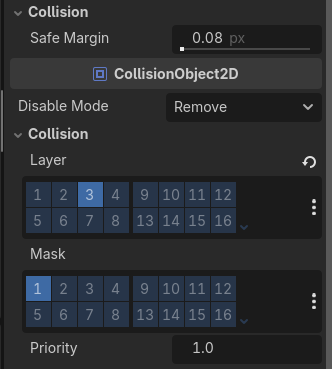 Collision
Safe Margin 0.08 px
CollisionObject2D
Disable Mode Remove
Collision
Layer
1 2 3 4 9 10 11 12
5 6 7 8 13 14 15 16
Mask
1 2 3 4 9 10 11 12
5 6 7 8 13 14 15 16
Priority 1.0